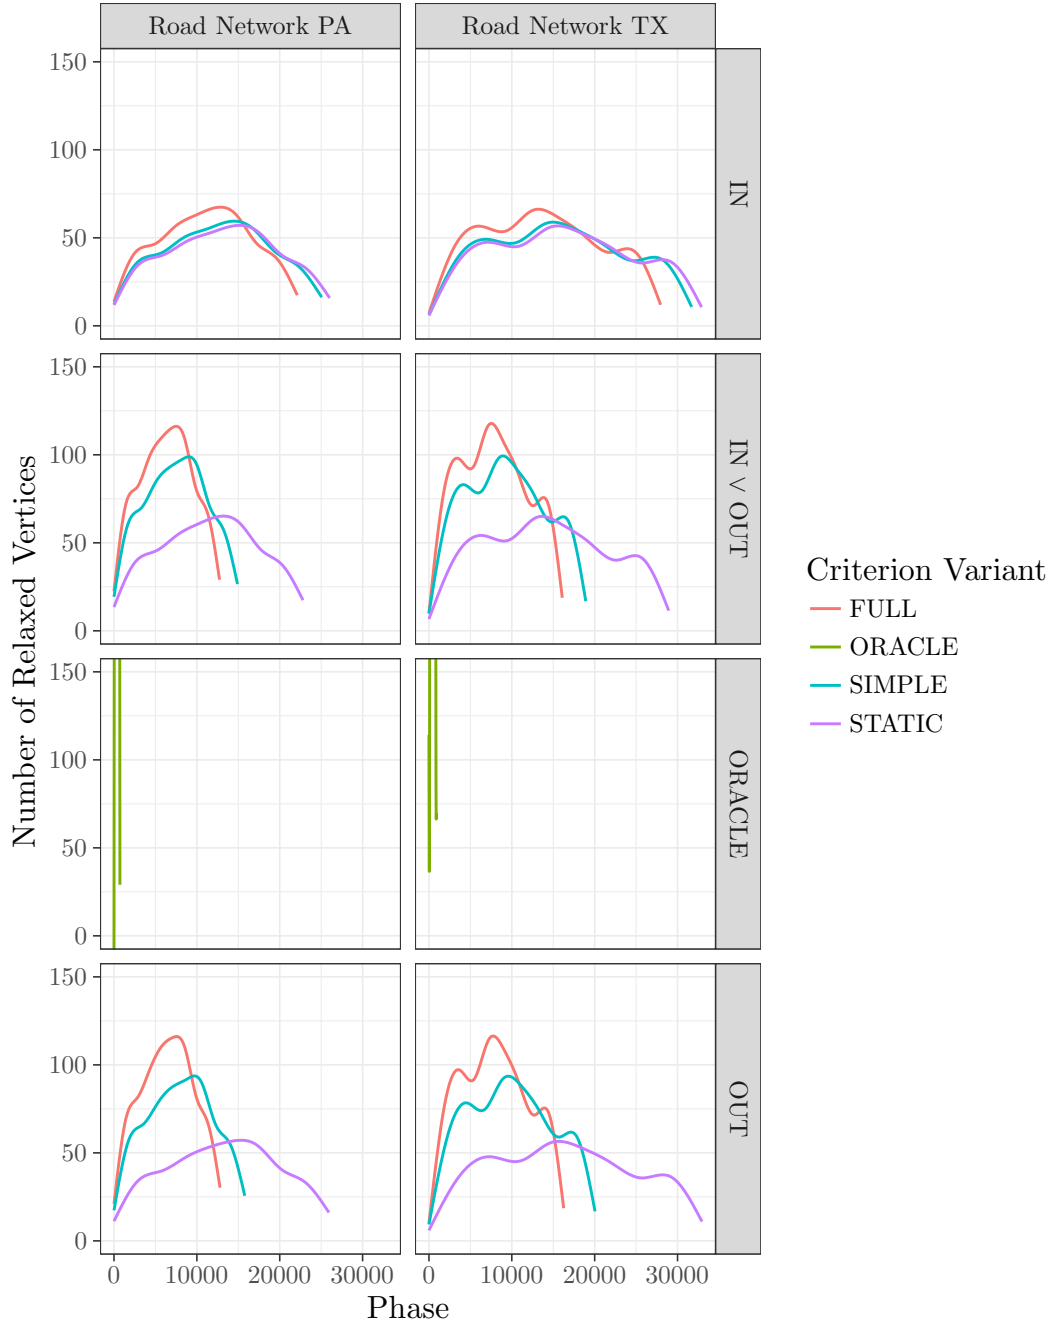 Road Network PA
Road Network TX
150
100
50
0
IN
150
100
50
0
IN ∨ OUT
150
100
50
0
ORACLE
150
100
50
0
OUT
0 10000 20000 30000
0 10000 20000 30000
Phase
Number of Relaxed Vertices
Criterion Variant
FULL
ORACLE
SIMPLE
STATIC